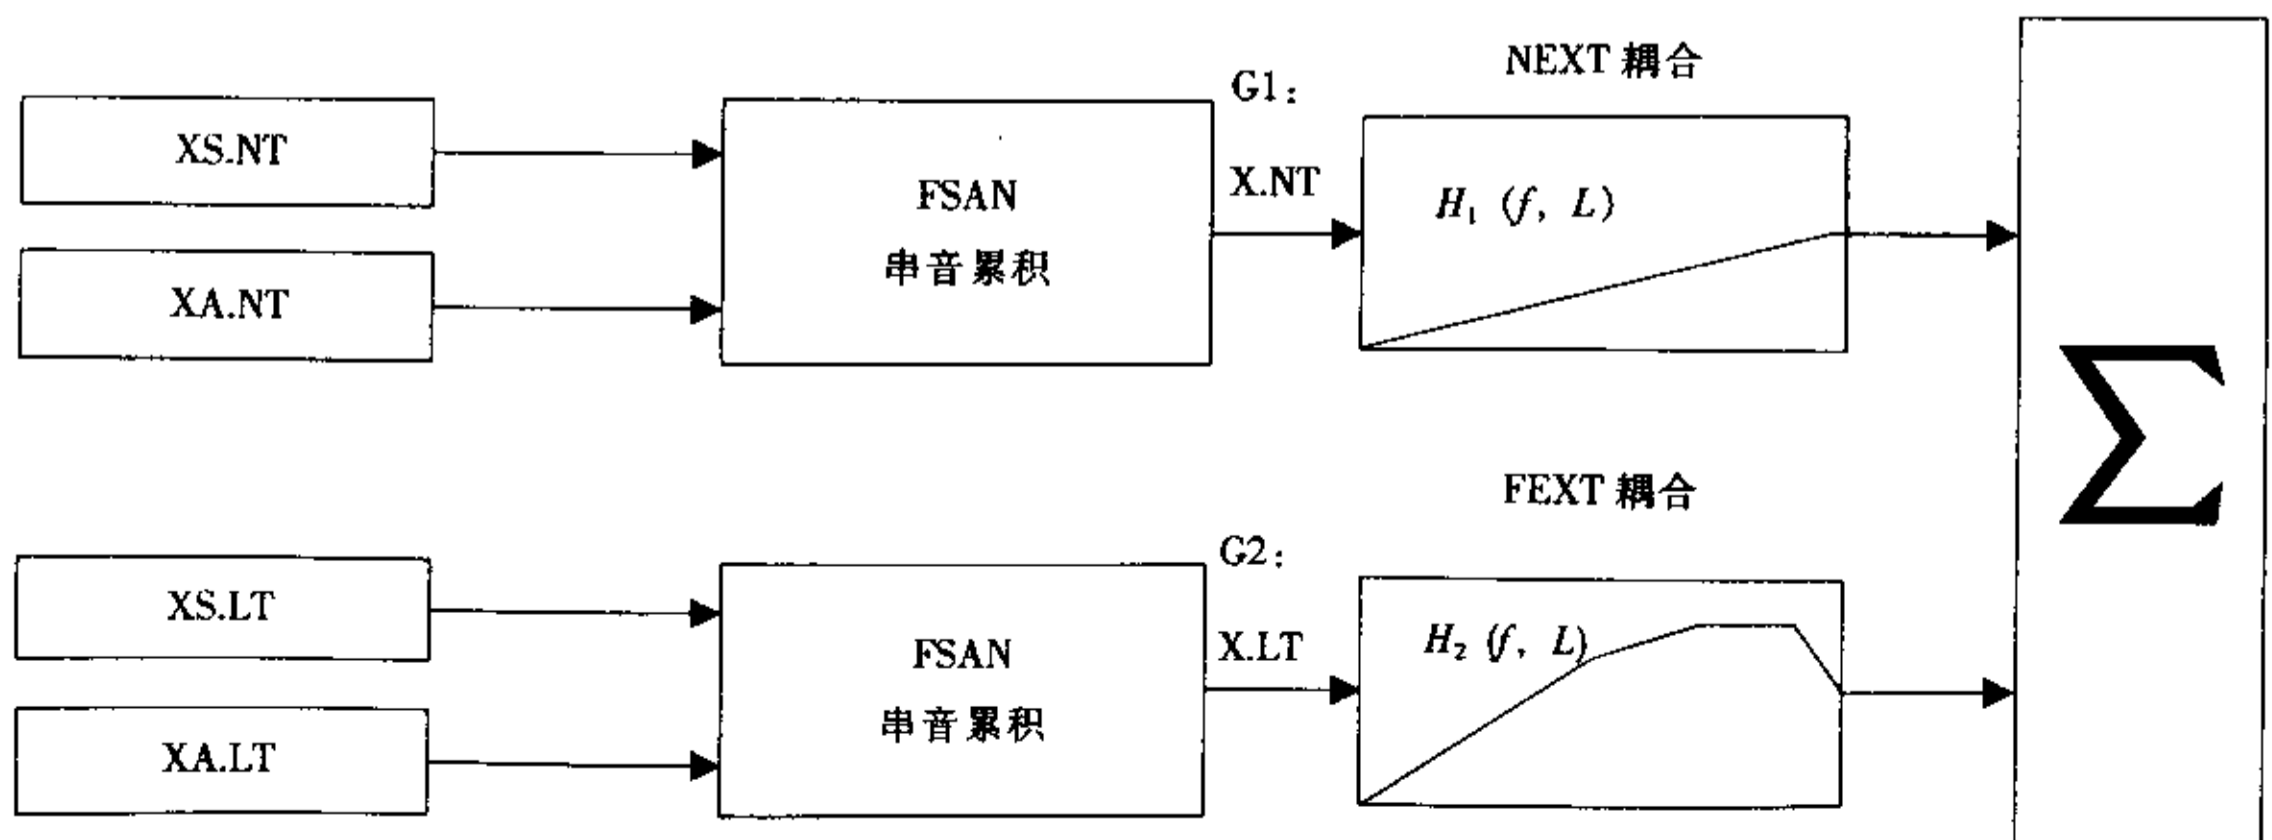 NEXT 耦合
G1:
XS.NT
XA.NT
FSAN
串音累积
X.NT
H₁ (f, L)
Σ
FEXT 耦合
G2:
XS.LT
XA.LT
FSAN
串音累积
X.LT
H₂ (f, L)